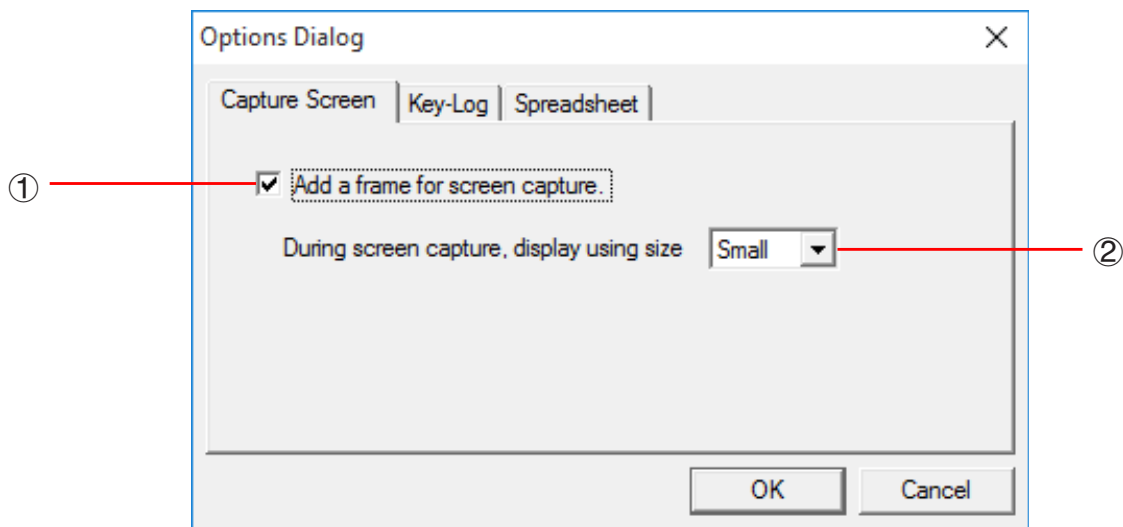 Options Dialog
Capture Screen Key-Log Spreadsheet
① Add a frame for screen capture.
During screen capture, display using size Small ②
OK Cancel